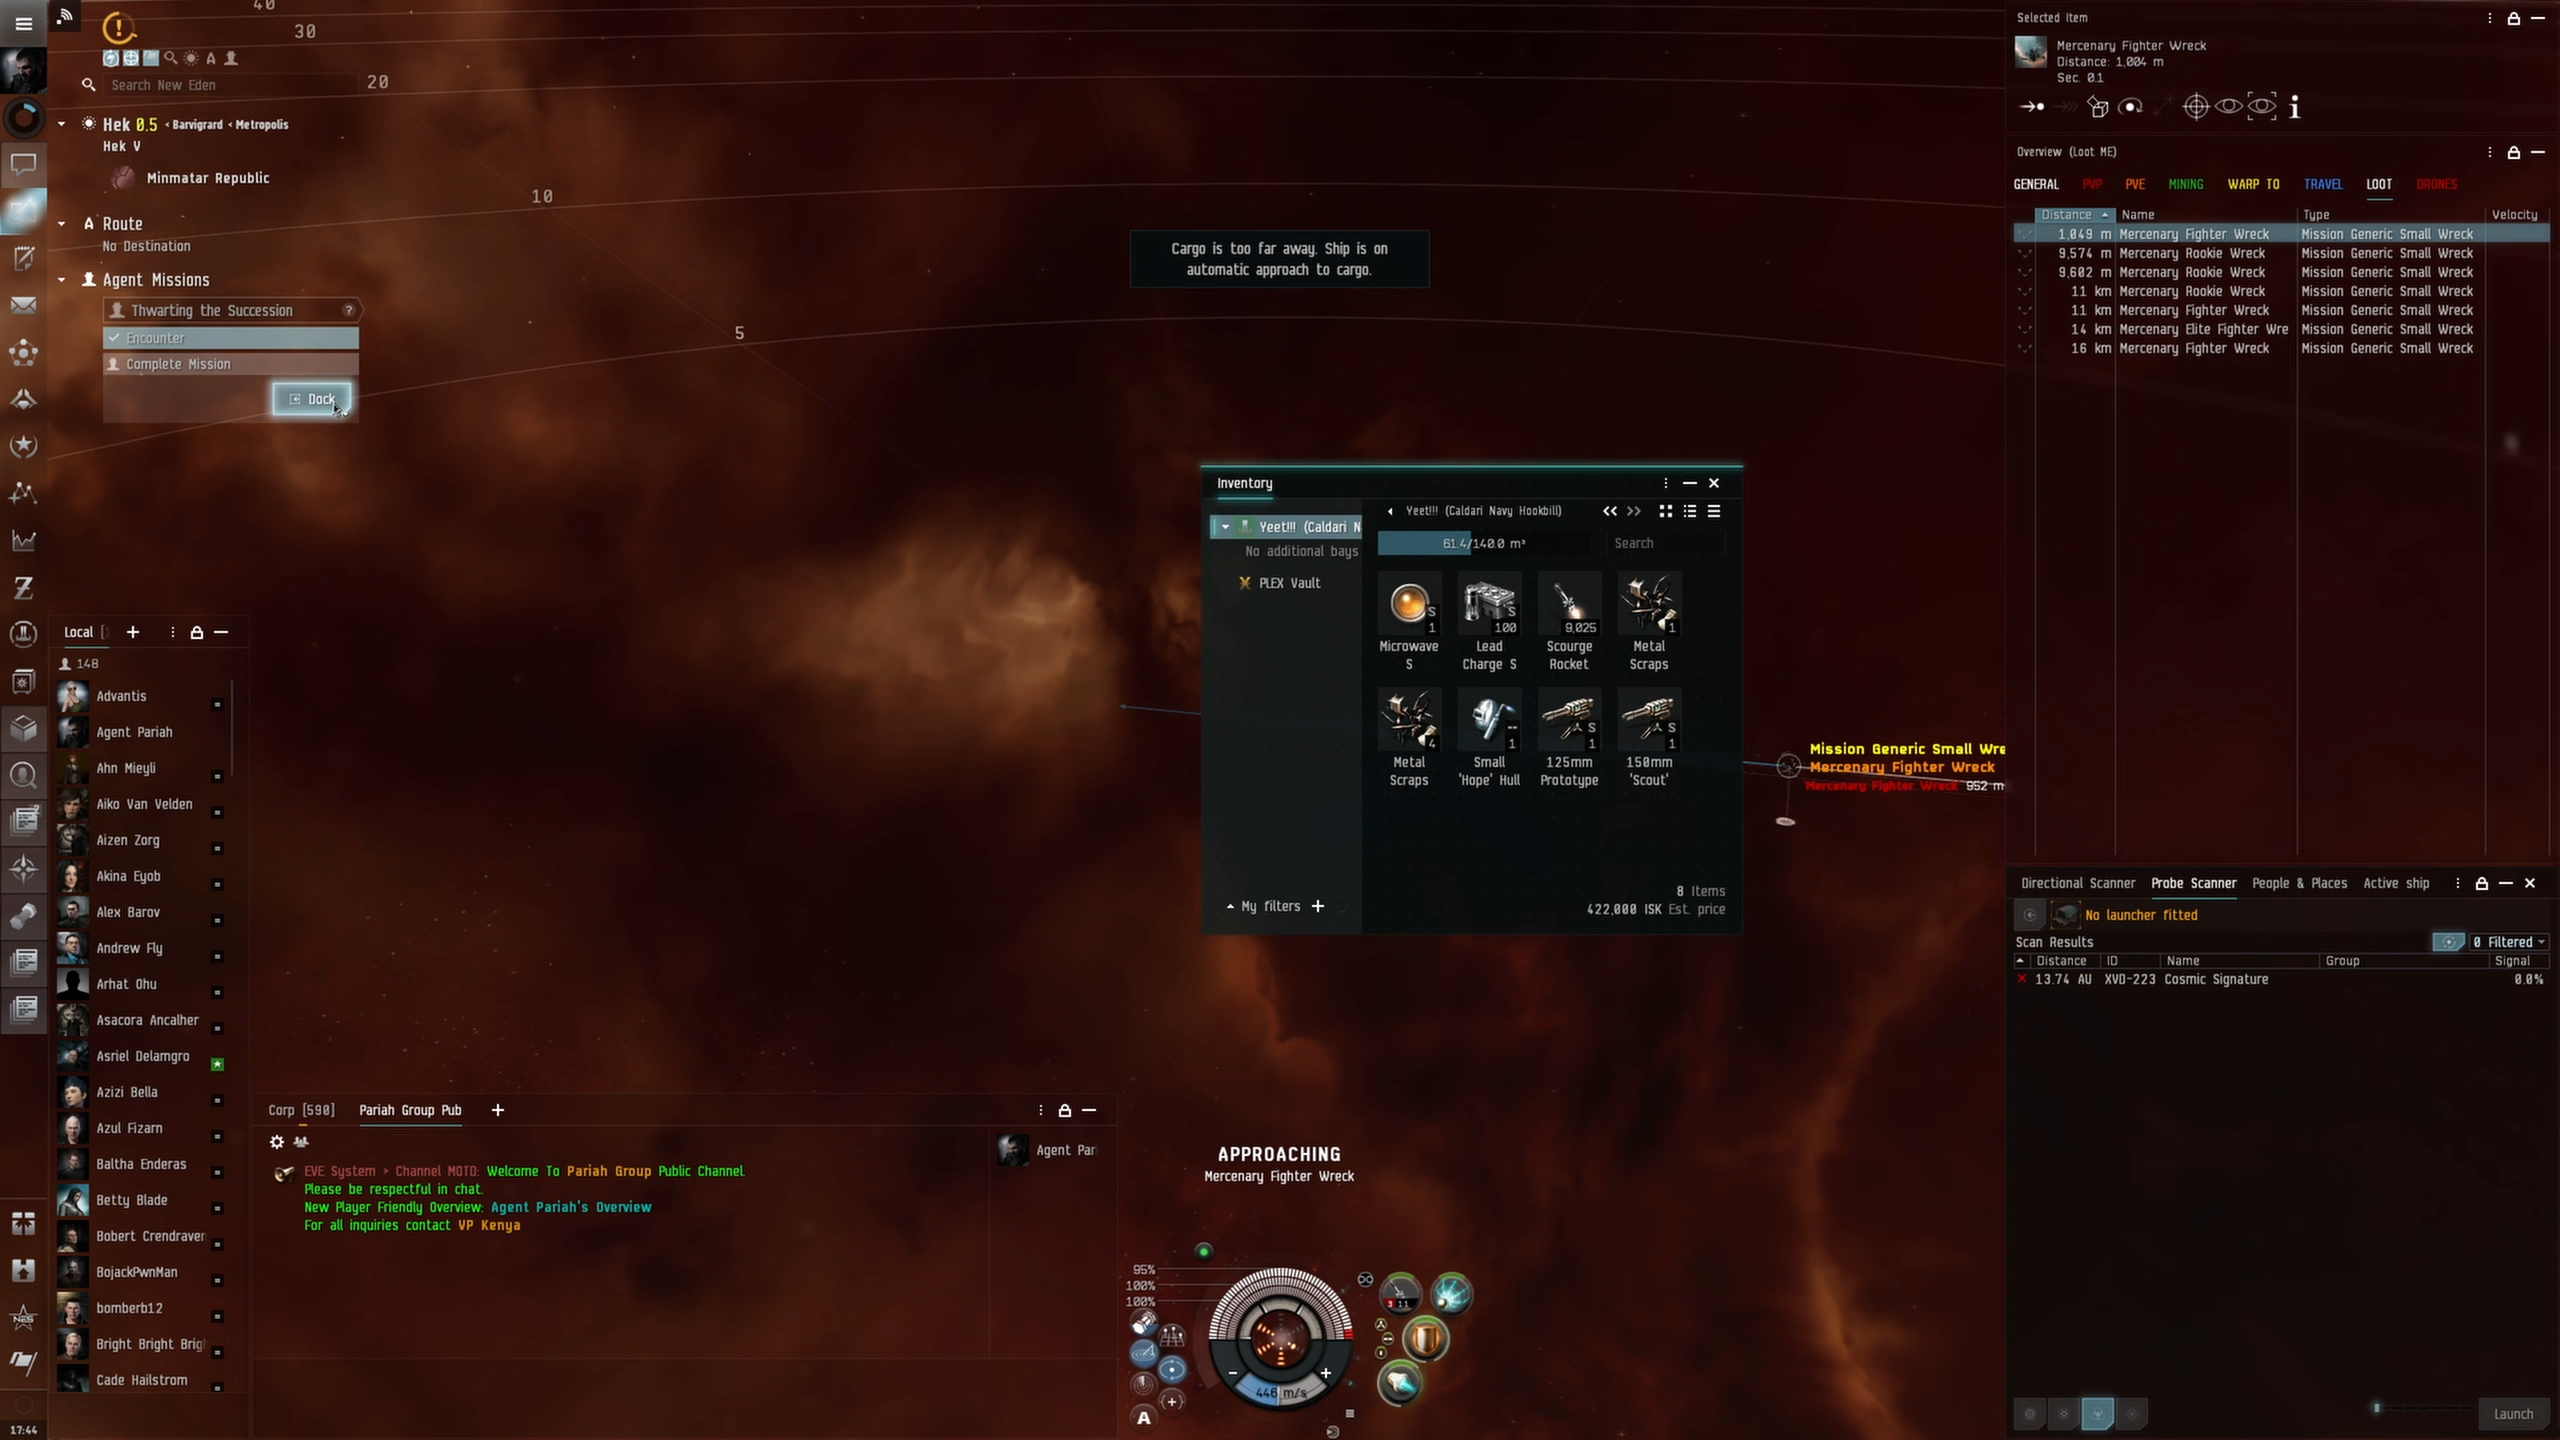 40
30
20
10
5
Search New Eden
Hek 0.5 < Barvigrard < Metropolis
Hek V
Minmatar Republic
Route
No Destination
Agent Missions
Thwarting the Succession ?
Encounter
Complete Mission
Dock
Cargo is too far away. Ship is on
automatic approach to cargo.
Selected Item
Mercenary Fighter Wreck
Distance: 1,004 m
Sec. 0.1
Overview (Loot ME)
GENERAL PVP PVE MINING WARP TO TRAVEL LOOT DRONES
Distance Name Type Velocity
1,049 m Mercenary Fighter Wreck Mission Generic Small Wreck
9,574 m Mercenary Rookie Wreck Mission Generic Small Wreck
9,602 m Mercenary Rookie Wreck Mission Generic Small Wreck
11 km Mercenary Rookie Wreck Mission Generic Small Wreck
11 km Mercenary Fighter Wreck Mission Generic Small Wreck
14 km Mercenary Elite Fighter Wre Mission Generic Small Wreck
16 km Mercenary Fighter Wreck Mission Generic Small Wreck
Inventory
Yeet!!! (Caldari N
No additional bays
PLEX Vault
Yeet!!! (Caldari Navy Hookbill)
61.4/140.0 m³
Search
S 1
Microwave
S
S 100
Lead
Charge S
9,025
Scourge
Rocket
1
Metal
Scraps
4
Metal
Scraps
1
Small
'Hope' Hull
S 1
125mm
Prototype
S 1
150mm
'Scout'
My filters +
8 Items
422,000 ISK Est. price
Mission Generic Small Wre
Mercenary Fighter Wreck
Mercenary Fighter Wreck 952 m
Local [
148
Advantis
Agent Pariah
Ahn Mieyli
Aiko Van Velden
Aizen Zorg
Akina Eyob
Alex Barov
Andrew Fly
Arhat Ohu
Asacora Ancalher
Asriel Delamgro
Azizi Bella
Azul Fizarn
Baltha Enderas
Betty Blade
Bobert Crendraven
BojackPwnMan
bomberb12
Bright Bright Brig
Cade Hailstrom
Corp [590] Pariah Group Pub
Agent Par
EVE System > Channel MOTD: Welcome To Pariah Group Public Channel.
Please be respectful in chat.
New Player Friendly Overview: Agent Pariah's Overview
For all inquiries contact VP Kenya
APPROACHING
Mercenary Fighter Wreck
95%
100%
100%
446 m/s
A
Directional Scanner Probe Scanner People & Places Active ship
No launcher fitted
Scan Results
0 Filtered
Distance ID Name Group Signal
13.74 AU XVD-223 Cosmic Signature 0.0%
Launch
NES
17:44